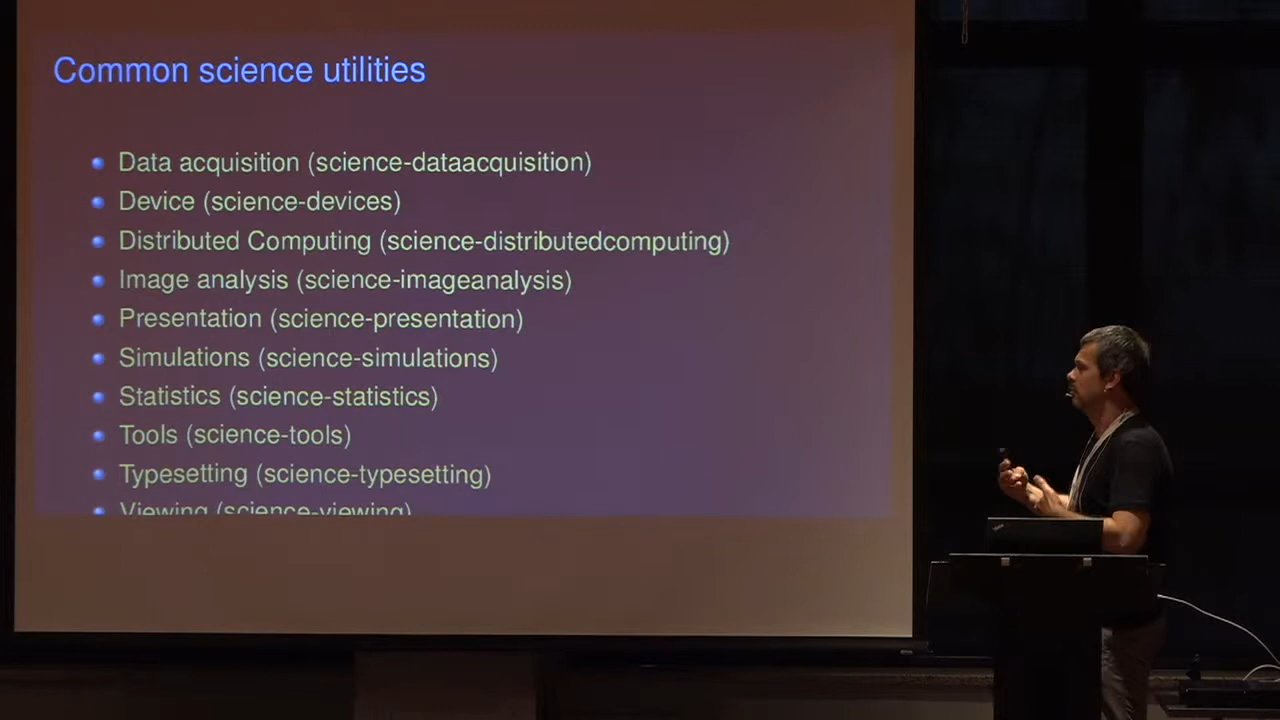 Common science utilities
Data acquisition (science-dataacquisition)
Device (science-devices)
Distributed Computing (science-distributedcomputing)
Image analysis (science-imageanalysis)
Presentation (science-presentation)
Simulations (science-simulations)
Statistics (science-statistics)
Tools (science-tools)
Typesetting (science-typesetting)
Viewing (science-viewing)